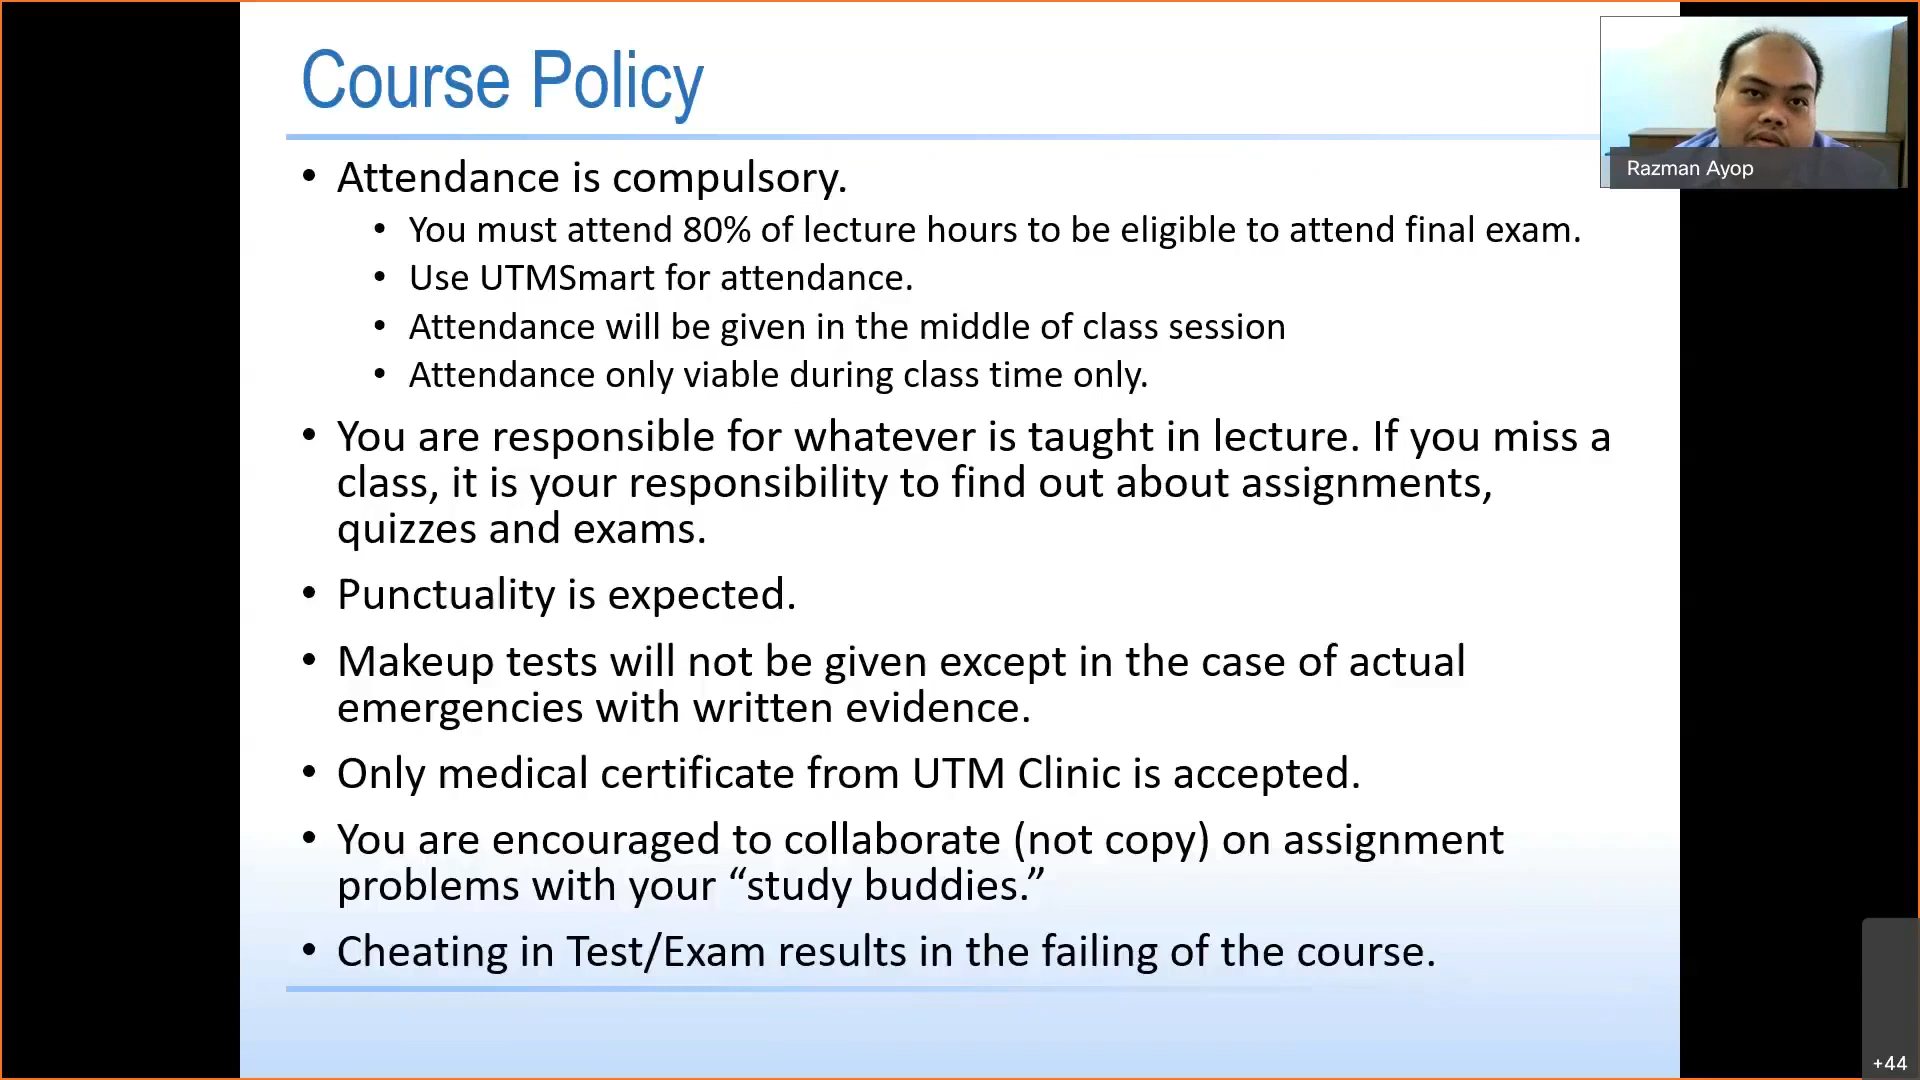 Course Policy
Razman Ayop
• Attendance is compulsory.
• You must attend 80% of lecture hours to be eligible to attend final exam.
• Use UTMSmart for attendance.
• Attendance will be given in the middle of class session
• Attendance only viable during class time only.
• You are responsible for whatever is taught in lecture. If you miss a
class, it is your responsibility to find out about assignments,
quizzes and exams.
• Punctuality is expected.
• Makeup tests will not be given except in the case of actual
emergencies with written evidence.
• Only medical certificate from UTM Clinic is accepted.
• You are encouraged to collaborate (not copy) on assignment
problems with your “study buddies.”
• Cheating in Test/Exam results in the failing of the course.
+44